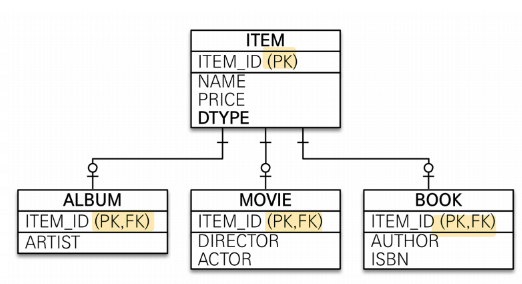 ITEM
ITEM_ID (PK)
NAME
PRICE
DTYPE
ALBUM
ITEM_ID (PK,FK)
ARTIST
MOVIE
ITEM_ID (PK,FK)
DIRECTOR
ACTOR
BOOK
ITEM_ID (PK,FK)
AUTHOR
ISBN